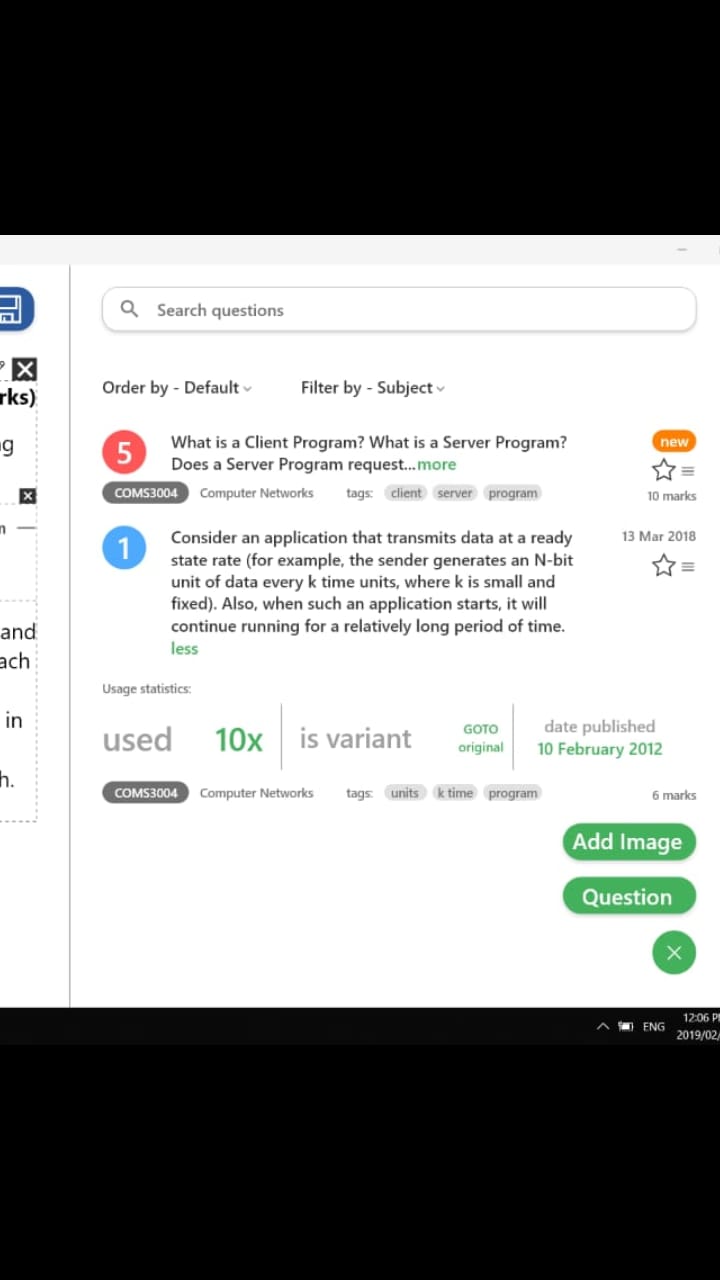 Search questions
rks)
Order by - Default
Filter by - Subject
5
What is a Client Program? What is a Server Program?
Does a Server Program request...more
new
10 marks
COMS3004
Computer Networks
tags:
client
server
program
1
Consider an application that transmits data at a ready
state rate (for example, the sender generates an N-bit
unit of data every k time units, where k is small and
fixed). Also, when such an application starts, it will
continue running for a relatively long period of time.
less
13 Mar 2018
and
ach
in
h.
Usage statistics:
used
10x
is variant
GOTO
original
date published
10 February 2012
COMS3004
Computer Networks
tags:
units
k time
program
6 marks
Add Image
Question
ENG
12:06 P
2019/02/